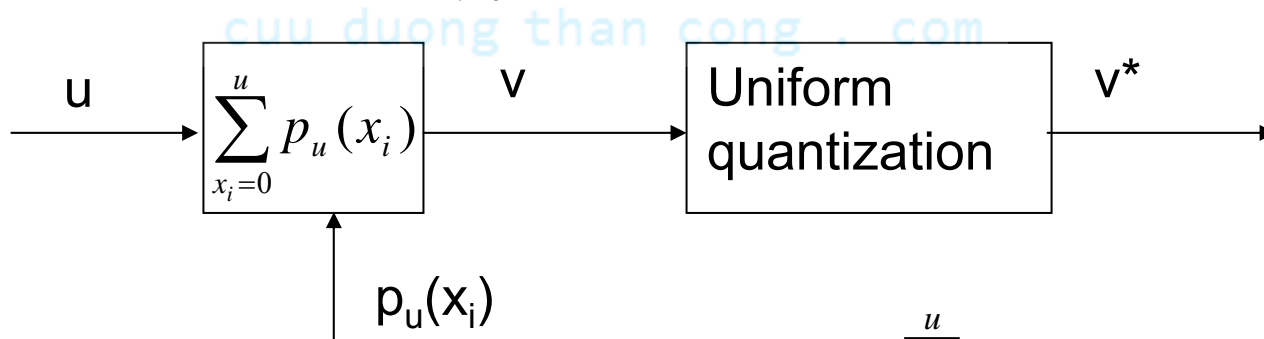 cuu duong than cong . com
u
v
Uniform
v*
u
∑ p_u(x_i)
x_i=0
quantization
p_u(x_i)
u